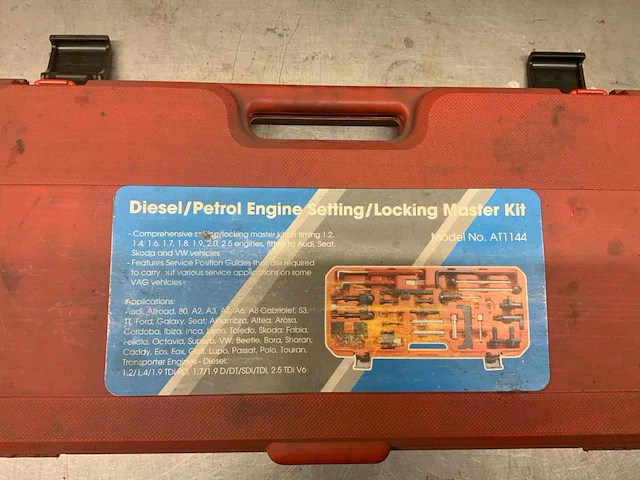 Diesel/Petrol Engine Setting/Locking Master Kit
Model No. AT1144
- Comprehensive setting/locking master kit for timing 1.2,
1.4, 1.6, 1.7, 1.8, 1.9, 2.0, 2.5 engines, fitted to Audi, Seat,
Skoda and VW vehicles
- Features Service Position Guides that are required
to carry out various service applications on some
VAG vehicles
Applications:
Audi: Allroad, 80, A2, A3, A4, A6, A8 Cabriolet, S3,
TT, Ford; Galaxy, Seat; Alhambra, Altea, Arosa,
Cordoba, Ibiza, Inca, Leon, Toledo, Skoda; Fabia,
Felicia, Octavia, Superb, VW; Beetle, Bora, Sharan,
Caddy, Eos, Fox, Golf, Lupo, Passat, Polo, Touran,
Transporter Engines - Diesel:
1.2/1.4/1.9 TDi PD, 1.7/1.9 D/DT/SDi/TDi, 2.5 TDi V6